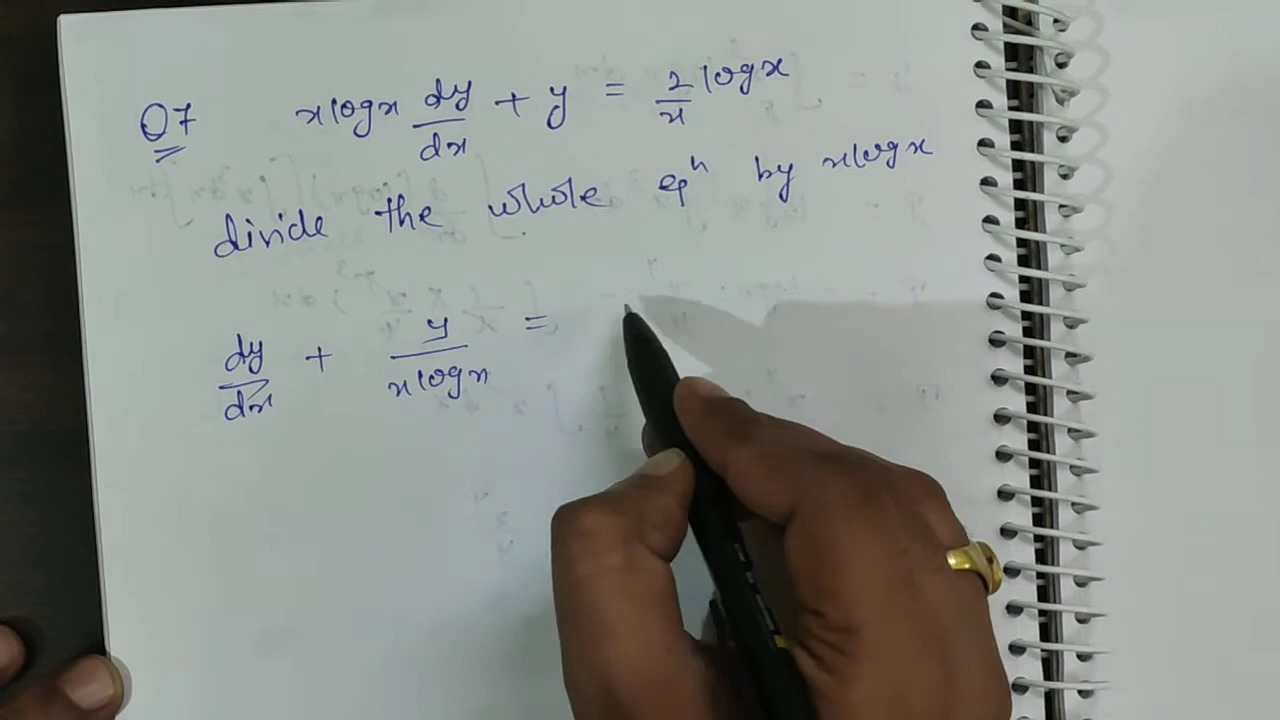 Q7 x log x dy/dx + y = 2/x log x
divide the whole eqn by x log x
dy/dx + y/x log x =